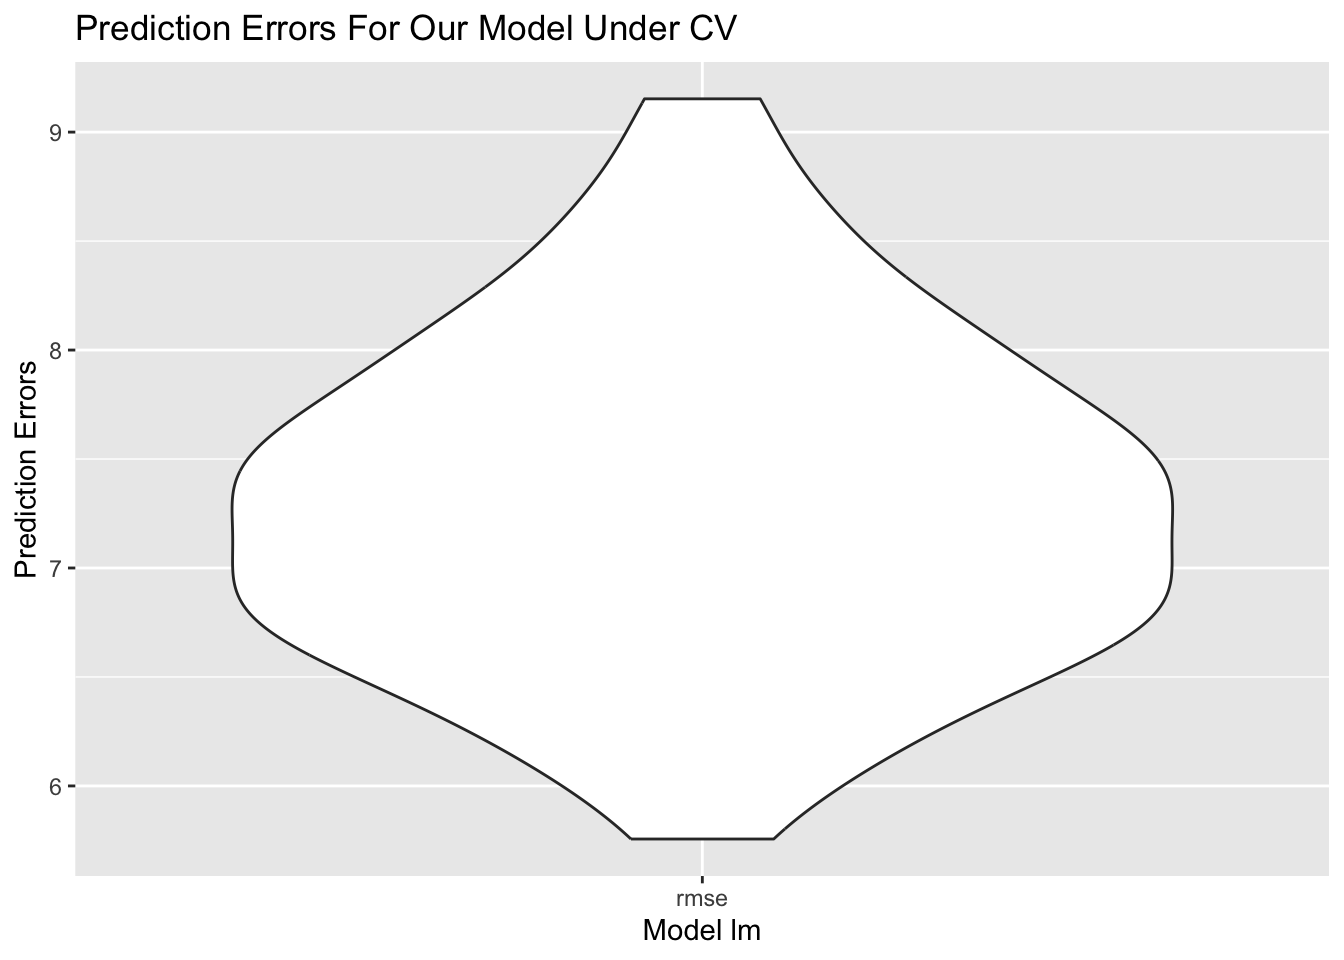 Prediction Errors For Our Model Under CV
9
8
7
6
Prediction Errors
rmse
Model lm